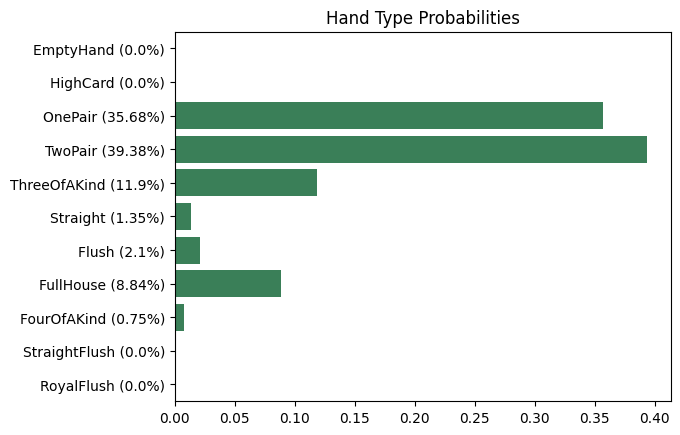 Hand Type Probabilities
EmptyHand (0.0%)
HighCard (0.0%)
OnePair (35.68%)
TwoPair (39.38%)
ThreeOfAKind (11.9%)
Straight (1.35%)
Flush (2.1%)
FullHouse (8.84%)
FourOfAKind (0.75%)
StraightFlush (0.0%)
RoyalFlush (0.0%)
0.00 0.05 0.10 0.15 0.20 0.25 0.30 0.35 0.40